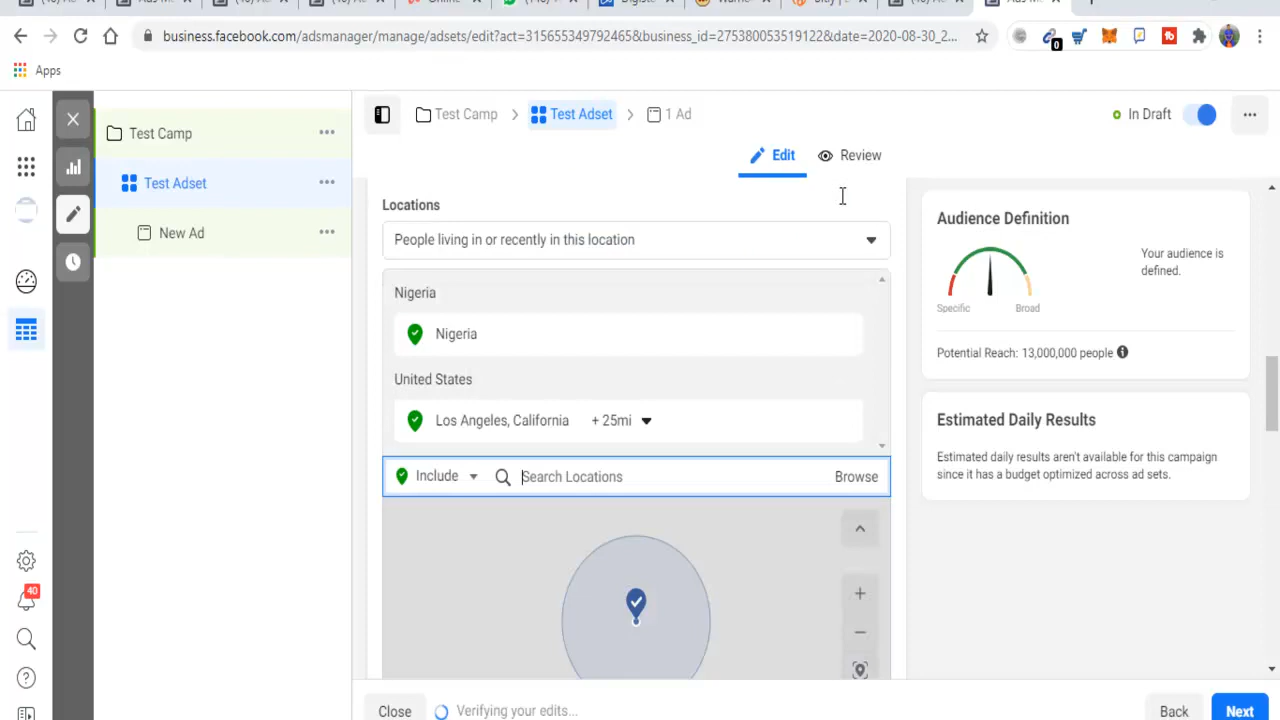 business.facebook.com/adsmanager/manage/adsets/edit?act=315655349792465&business_id=275380053519122&date=2020-08-30_2...
0
Apps
Test Camp
Test Adset
1 Ad
In Draft
Test Camp
Edit
Review
Test Adset
New Ad
Locations
People living in or recently in this location
Nigeria
Nigeria
United States
Los Angeles, California + 25mi
Include
Search Locations
Browse
Audience Definition
Your audience is
defined.
Specific
Broad
Potential Reach: 13,000,000 people
Estimated Daily Results
Estimated daily results aren't available for this campaign
since it has a budget optimized across ad sets.
40
Close
Verifying your edits...
Back
Next